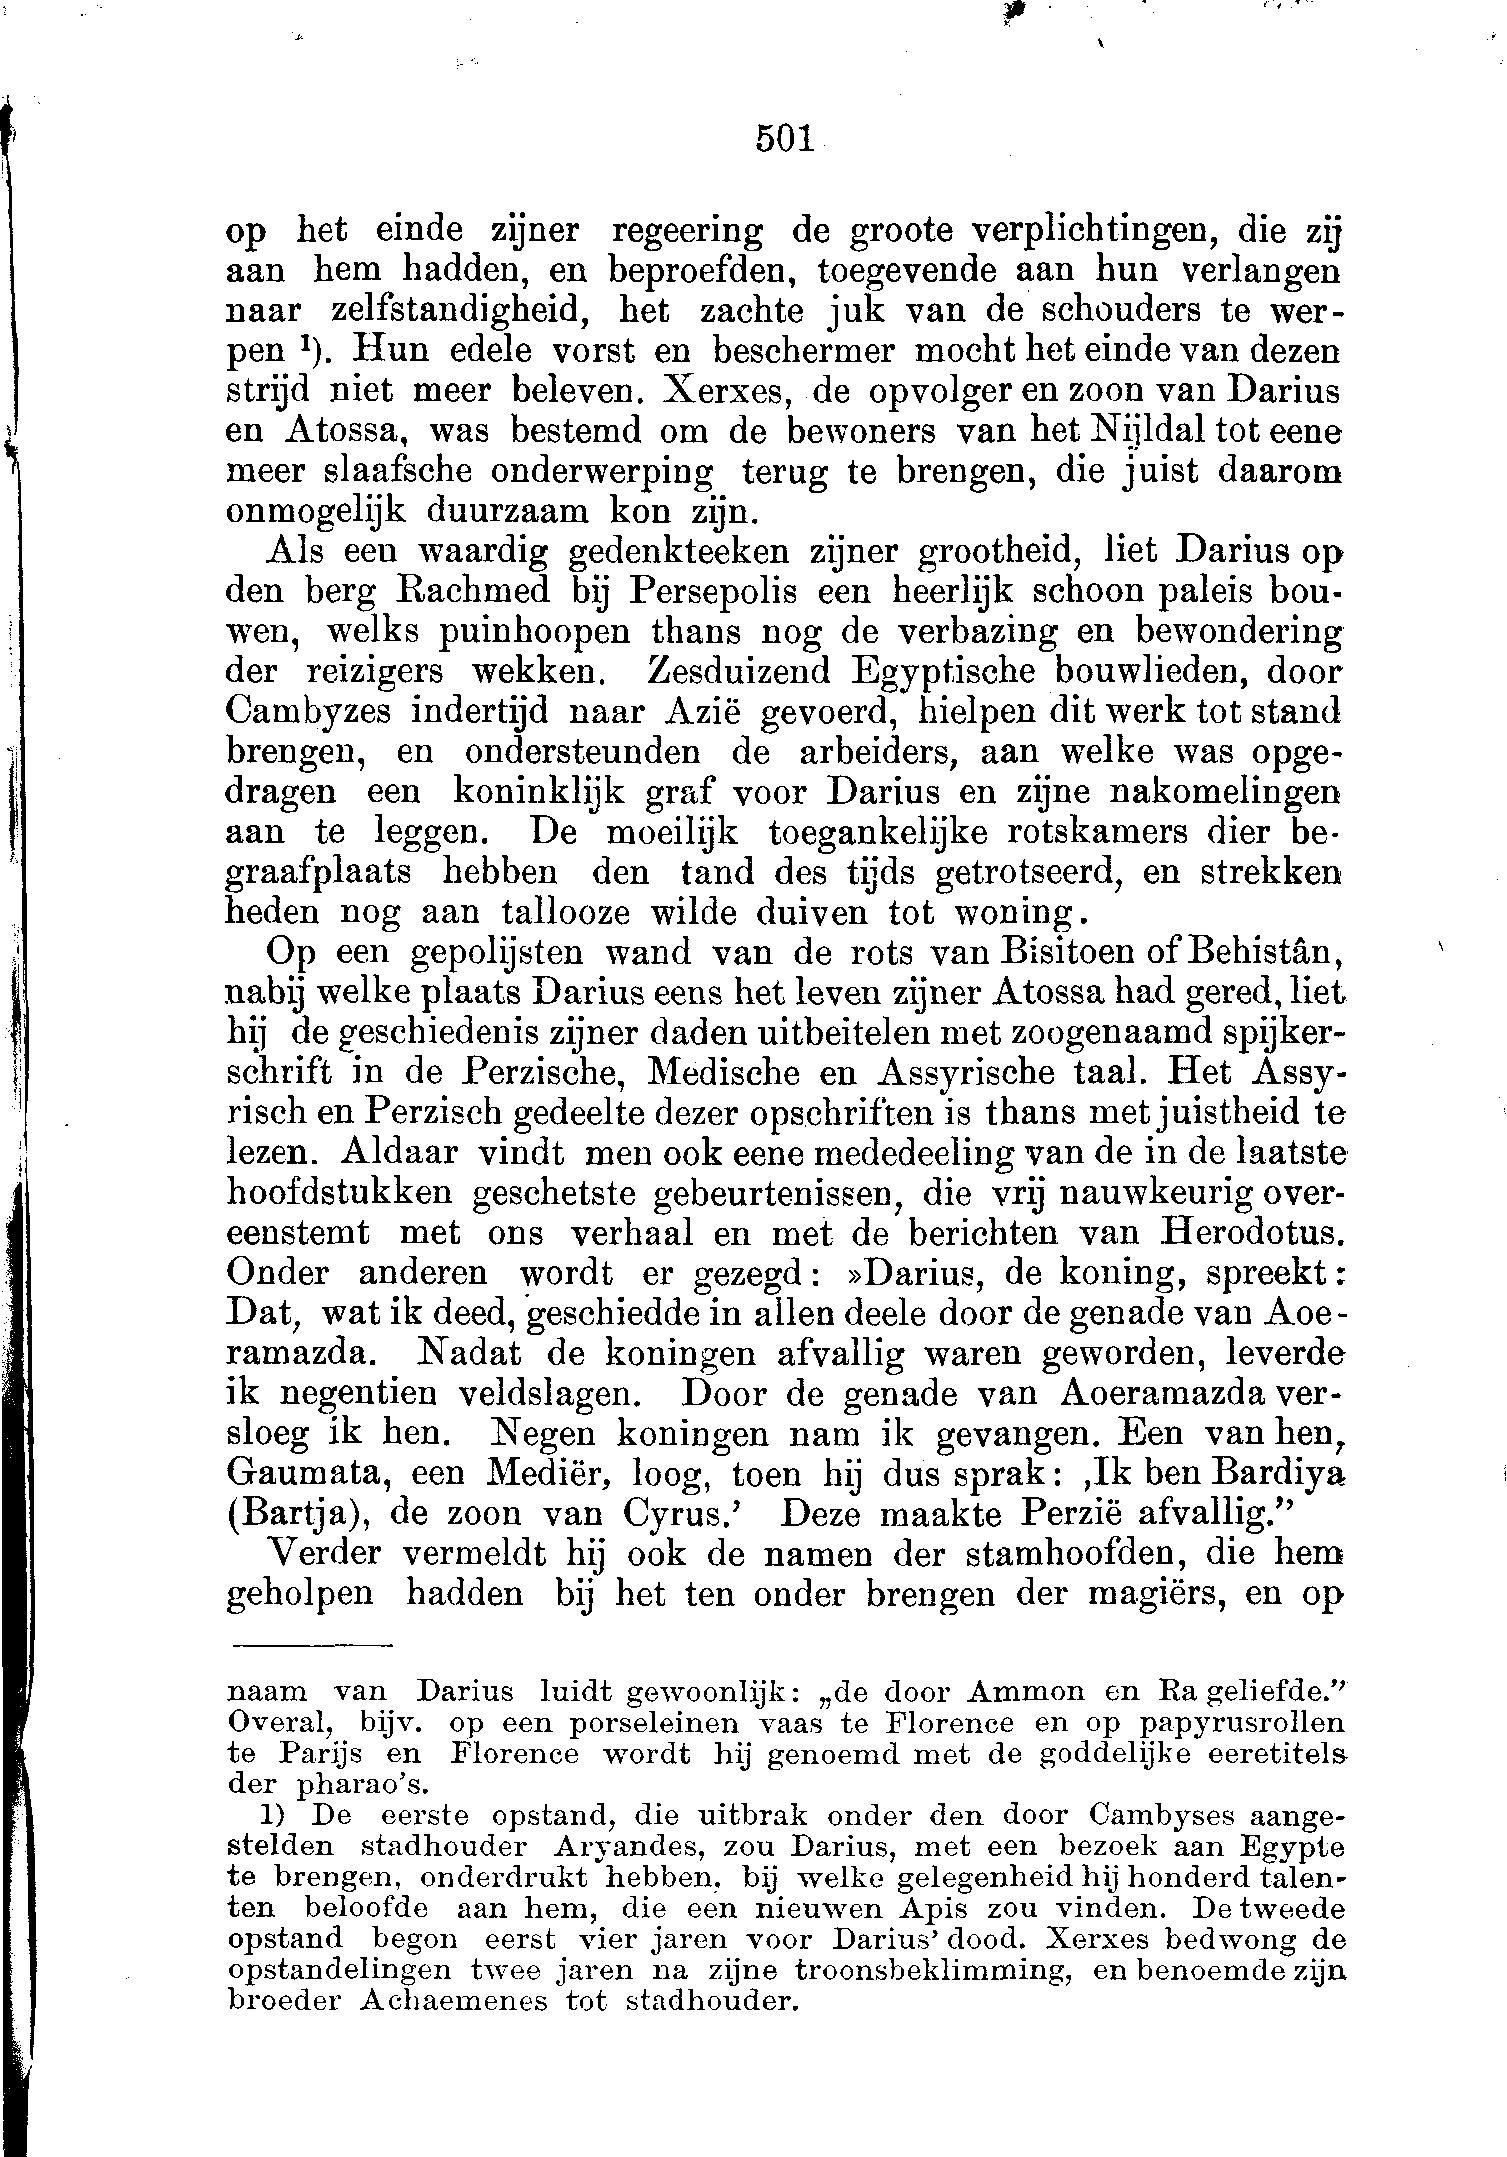 501
op het einde zijner regeering de groote verplichtingen, die zij
aan hem hadden, en beproefden, toegevende aan hun verlangen
naar zelfstandigheid, het zachte juk van de schouders te wer-
pen ¹). Hun edele vorst en beschermer mocht het einde van dezen
strijd niet meer beleven. Xerxes, de opvolger en zoon van Darius
en Atossa, was bestemd om de bewoners van het Nijldal tot eene
meer slaafsche onderwerping terug te brengen, die juist daarom
onmogelijk duurzaam kon zijn.
Als een waardig gedenkteeken zijner grootheid, liet Darius op
den berg Rachmed bij Persepolis een heerlijk schoon paleis bou-
wen, welks puinhoopen thans nog de verbazing en bewondering
der reizigers wekken. Zesduizend Egyptische bouwlieden, door
Cambyzes indertijd naar Azië gevoerd, hielpen dit werk tot stand
brengen, en ondersteunden de arbeiders, aan welke was opge-
dragen een koninklijk graf voor Darius en zijne nakomelingen
aan te leggen. De moeilijk toegankelijke rotskamers dier be-
graafplaats hebben den tand des tijds getrotseerd, en strekken
heden nog aan tallooze wilde duiven tot woning.
Op een gepolijsten wand van de rots van Bisitoen of Behistân,
nabij welke plaats Darius eens het leven zijner Atossa had gered, liet
hij de geschiedenis zijner daden uitbeitelen met zoogenaamd spijker-
schrift in de Perzische, Medische en Assyrische taal. Het Assy-
risch en Perzisch gedeelte dezer opschriften is thans met juistheid te
lezen. Aldaar vindt men ook eene mededeeling van de in de laatste
hoofdstukken geschetste gebeurtenissen, die vrij nauwkeurig over-
eenstemt met ons verhaal en met de berichten van Herodotus.
Onder anderen wordt er gezegd: »Darius, de koning, spreekt:
Dat, wat ik deed, geschiedde in allen deele door de genade van Aoe-
ramazda. Nadat de koningen afvallig waren geworden, leverde
ik negentien veldslagen. Door de genade van Aoeramazda ver-
sloeg ik hen. Negen koningen nam ik gevangen. Een van hen,
Gaumata, een Mediër, loog, toen hij dus sprak: ‚Ik ben Bardiya
(Bartja), de zoon van Cyrus.’ Deze maakte Perzië afvallig.”
Verder vermeldt hij ook de namen der stamhoofden, die hem
geholpen hadden bij het ten onder brengen der magiërs, en op
naam van Darius luidt gewoonlijk: „de door Ammon en Ra geliefde.”
Overal, bijv. op een porseleinen vaas te Florence en op papyrusrollen
te Parijs en Florence wordt hij genoemd met de goddelijke eeretitels
der pharao’s.
1) De eerste opstand, die uitbrak onder den door Cambyses aange-
stelden stadhouder Aryandes, zou Darius, met een bezoek aan Egypte
te brengen, onderdrukt hebben, bij welke gelegenheid hij honderd talen-
ten beloofde aan hem, die een nieuwen Apis zou vinden. De tweede
opstand begon eerst vier jaren voor Darius’ dood. Xerxes bedwong de
opstandelingen twee jaren na zijne troonsbeklimming, en benoemde zijn
broeder Achaemenes tot stadhouder.